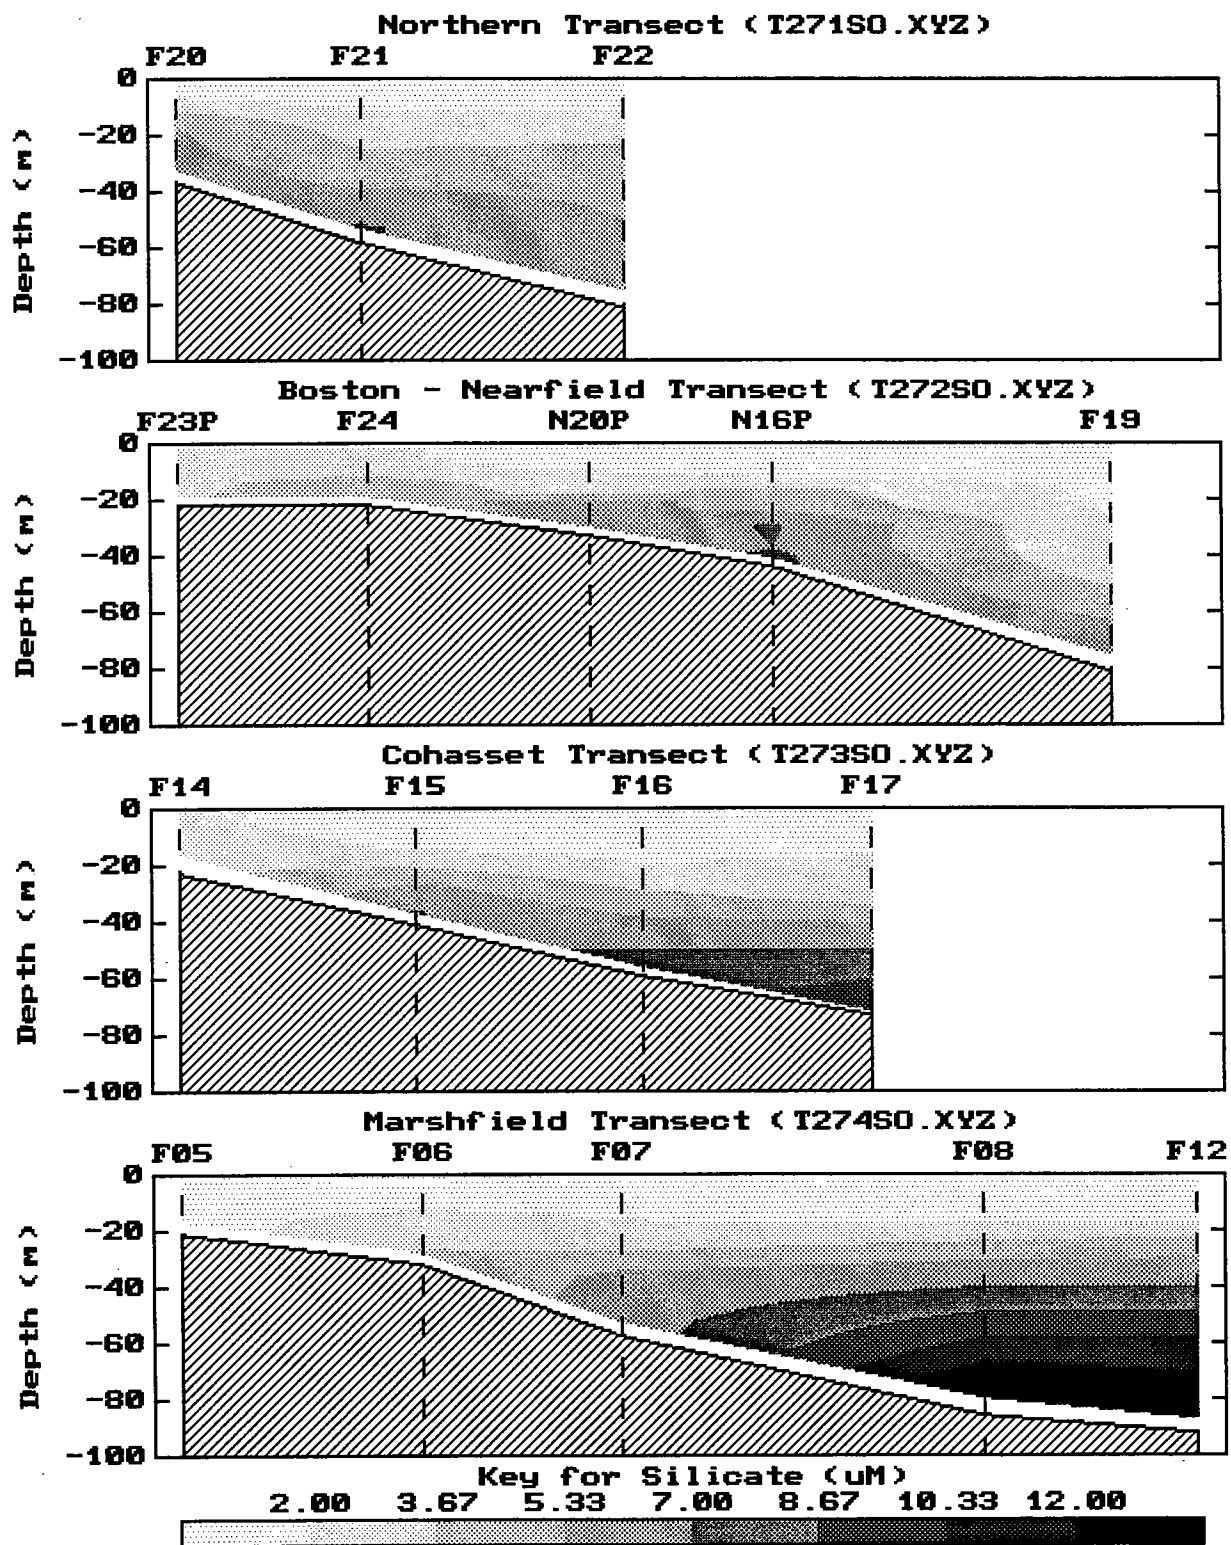 Northern Transect (T271SO.XYZ)
F20 F21 F22
0
-20
-40
-60
-80
-100
Depth (m)
Boston - Nearfield Transect (T272SO.XYZ)
F23P F24 N20P N16P F19
0
-20
-40
-60
-80
-100
Depth (m)
Cohasset Transect (T273SO.XYZ)
F14 F15 F16 F17
0
-20
-40
-60
-80
-100
Depth (m)
Marshfield Transect (T274SO.XYZ)
F05 F06 F07 F08 F12
0
-20
-40
-60
-80
-100
Depth (m)
Key for Silicate (uM)
2.00 3.67 5.33 7.00 8.67 10.33 12.00